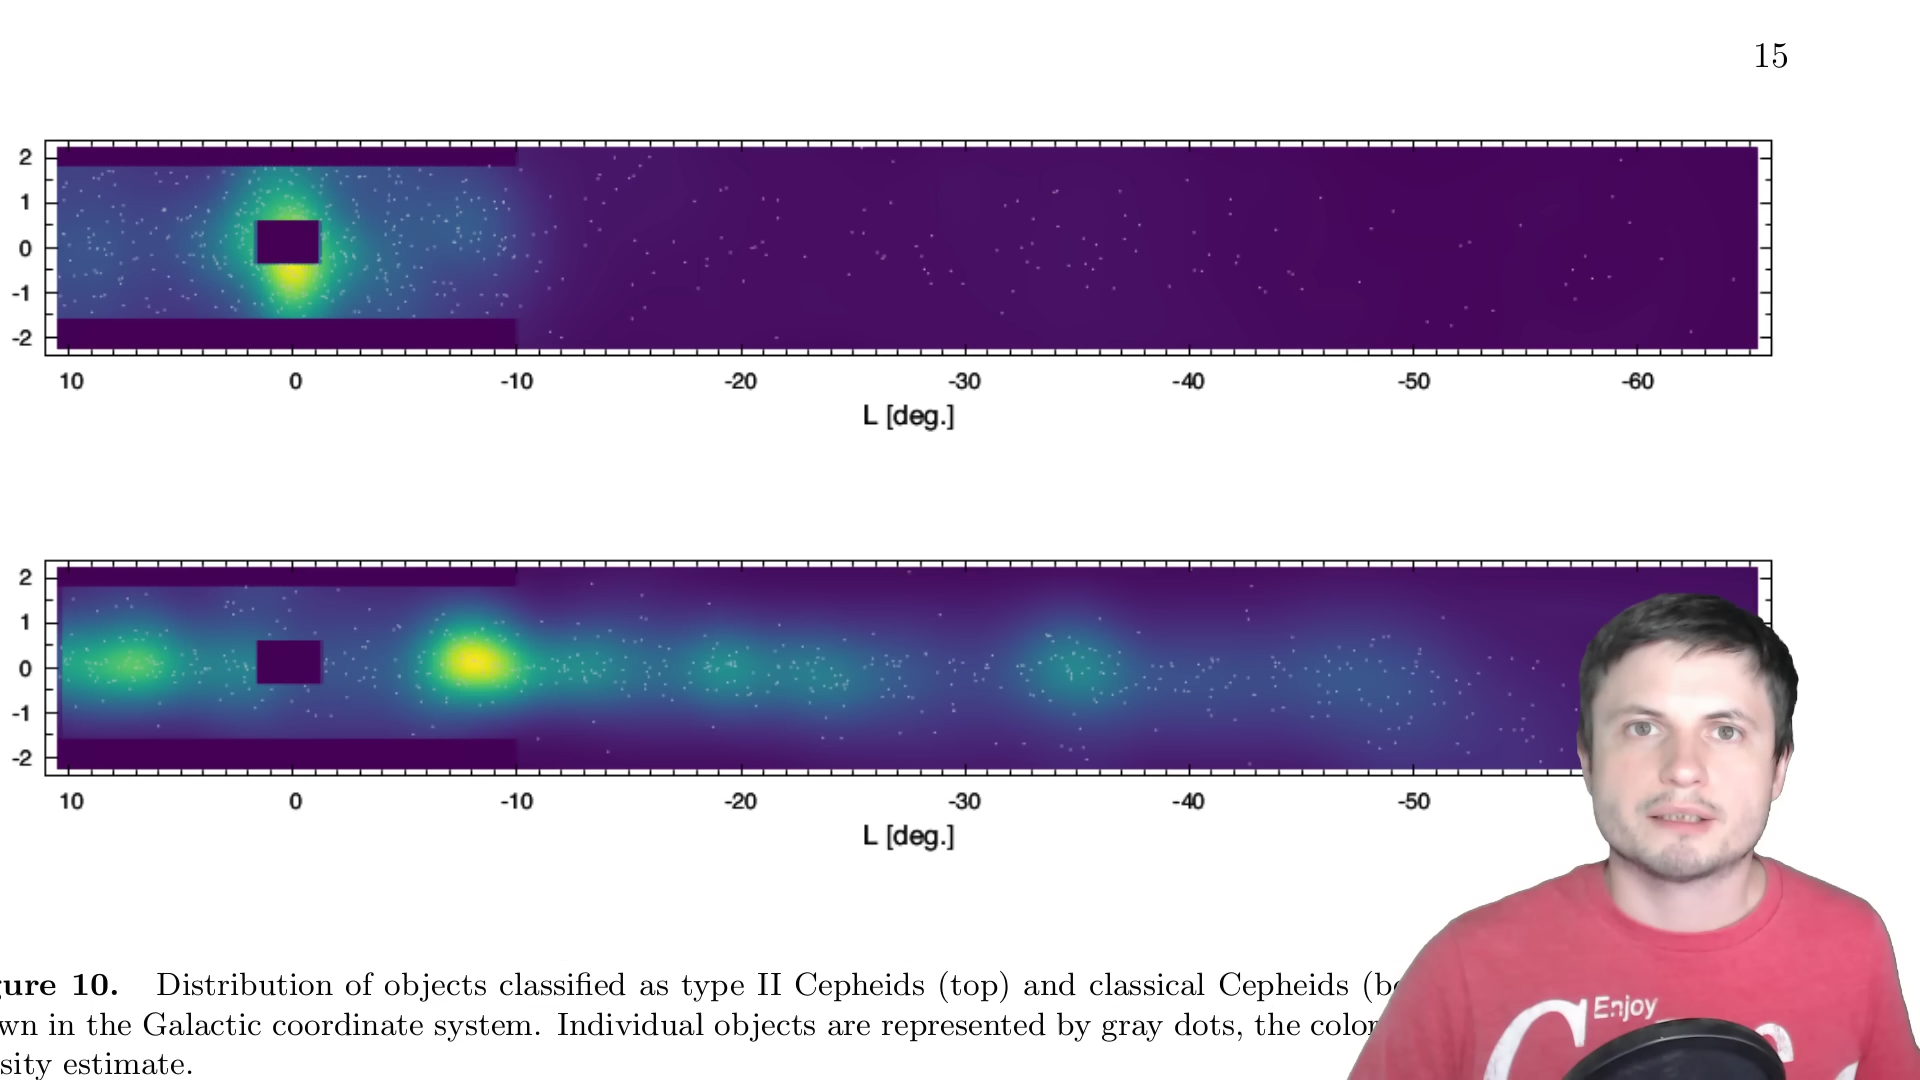 15
2
1
0
-1
-2
10 0 -10 -20 -30 -40 -50 -60
L [deg.]
2
1
0
-1
-2
10 0 -10 -20 -30 -40 -50
L [deg.]
gure 10. Distribution of objects classified as type II Cepheids (top) and classical Cepheids (bo
wn in the Galactic coordinate system. Individual objects are represented by gray dots, the color
sity estimate.
Enjoy